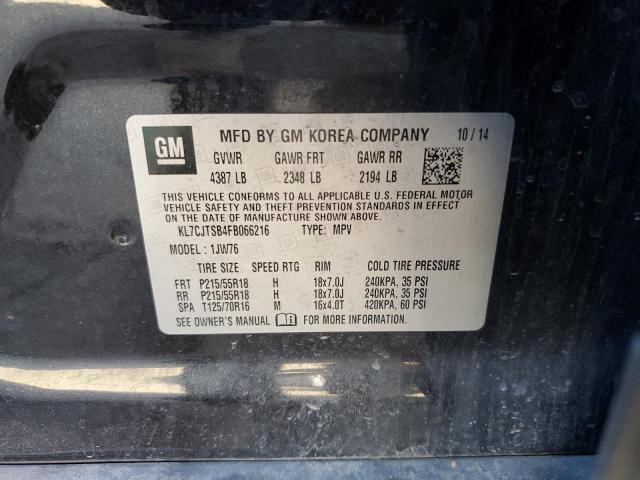 GM MFD BY GM KOREA COMPANY 10/14
GVWR GAWR FRT GAWR RR
4387 LB 2348 LB 2194 LB
THIS VEHICLE CONFORMS TO ALL APPLICABLE U.S. FEDERAL MOTOR
VEHICLE SAFETY, BUMPER, AND THEFT PREVENTION STANDARDS IN EFFECT
ON THE DATE OF MANUFACTURE SHOWN ABOVE.
KL7CJTSB4FB066216 TYPE: MPV
MODEL: 1JW76
TIRE SIZE SPEED RTG RIM COLD TIRE PRESSURE
FRT P215/55R18 H 18x7.0J 240KPA, 35 PSI
RR P215/55R18 H 18x7.0J 240KPA, 35 PSI
SPA T125/70R16 M 16x4.0T 420KPA, 60 PSI
SEE OWNER'S MANUAL FOR MORE INFORMATION.